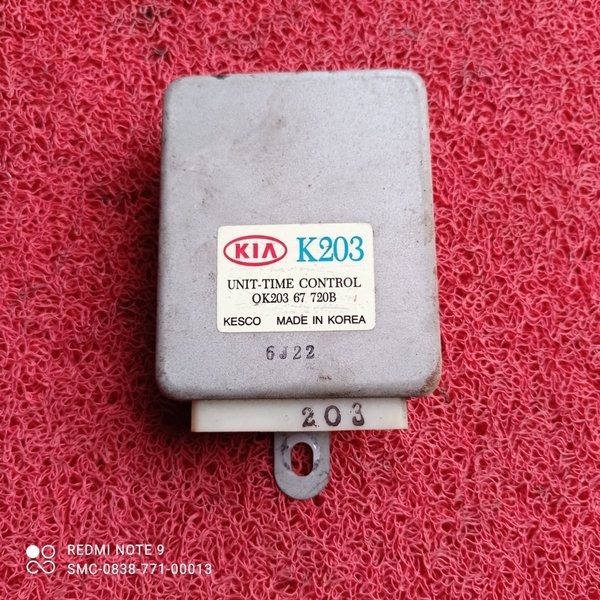 KIA K203
UNIT-TIME CONTROL
OK203 67 720B
KESCO MADE IN KOREA
6J22
203
REDMI NOTE 9
SMC-0838-771-00013